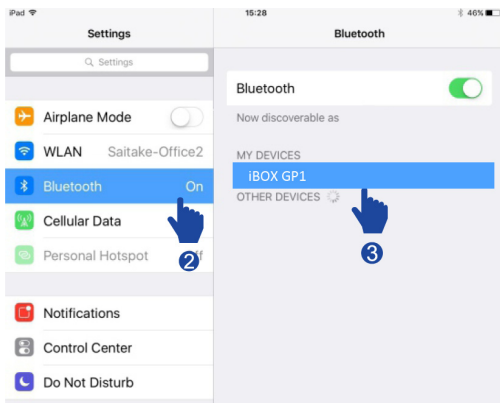 iPad
15:28
46%
Settings
Bluetooth
Settings
Airplane Mode
WLAN Saitake-Office2
Bluetooth On
Cellular Data
Personal Hotspot
2
Notifications
Control Center
Do Not Disturb
Bluetooth
Now discoverable as
MY DEVICES
iBOX GP1
OTHER DEVICES
3